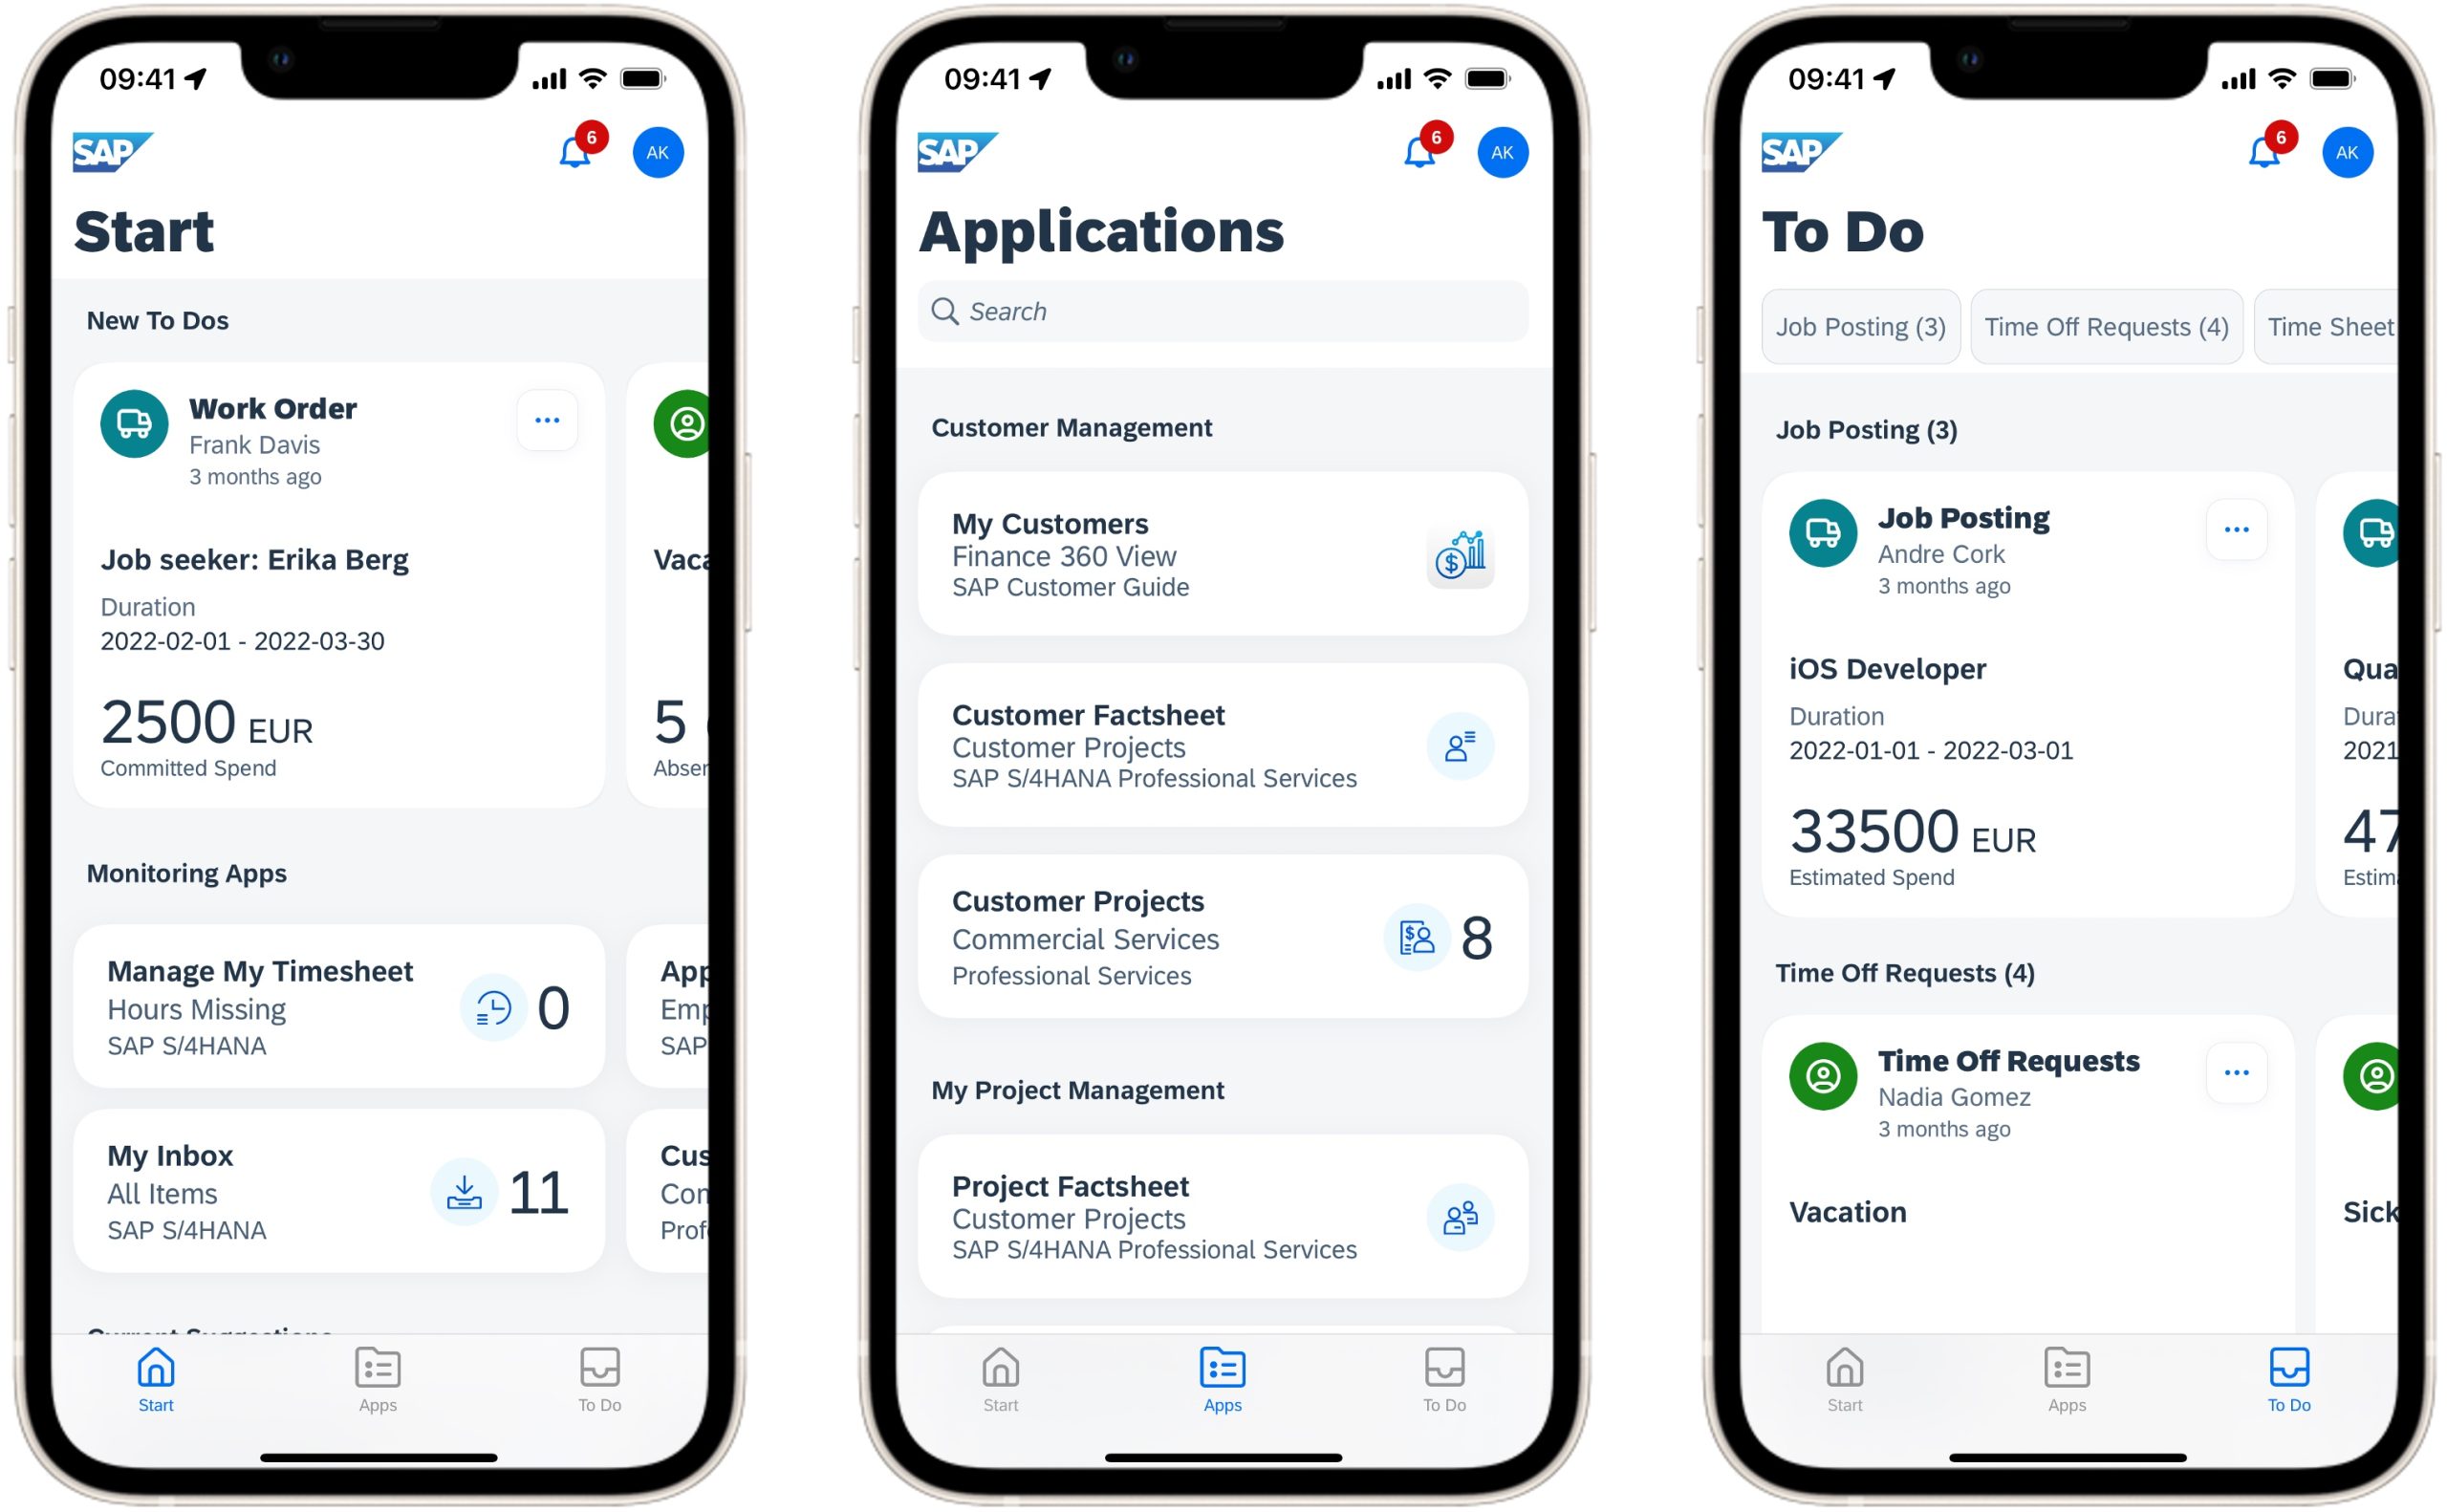 09:41
SAP
6
AK
Start
New To Dos
Work Order
Frank Davis
3 months ago
Job seeker: Erika Berg
Duration
2022-02-01 - 2022-03-30
2500 EUR
Committed Spend
Vaca
5
Abser
Monitoring Apps
Manage My Timesheet
Hours Missing
SAP S/4HANA
0
App
Emp
SAP
My Inbox
All Items
SAP S/4HANA
11
Cus
Con
Prof
Current Suggestions
Start
Apps
To Do
09:41
SAP
6
AK
Applications
Search
Customer Management
My Customers
Finance 360 View
SAP Customer Guide
Customer Factsheet
Customer Projects
SAP S/4HANA Professional Services
Customer Projects
Commercial Services
Professional Services
8
My Project Management
Project Factsheet
Customer Projects
SAP S/4HANA Professional Services
Start
Apps
To Do
09:41
SAP
6
AK
To Do
Job Posting (3)
Time Off Requests (4)
Time Sheet
Job Posting (3)
Job Posting
Andre Cork
3 months ago
iOS Developer
Duration
2022-01-01 - 2022-03-01
33500 EUR
Estimated Spend
Qua
Dura
2021
47
Estim
Time Off Requests (4)
Time Off Requests
Nadia Gomez
3 months ago
Vacation
Sick
Start
Apps
To Do